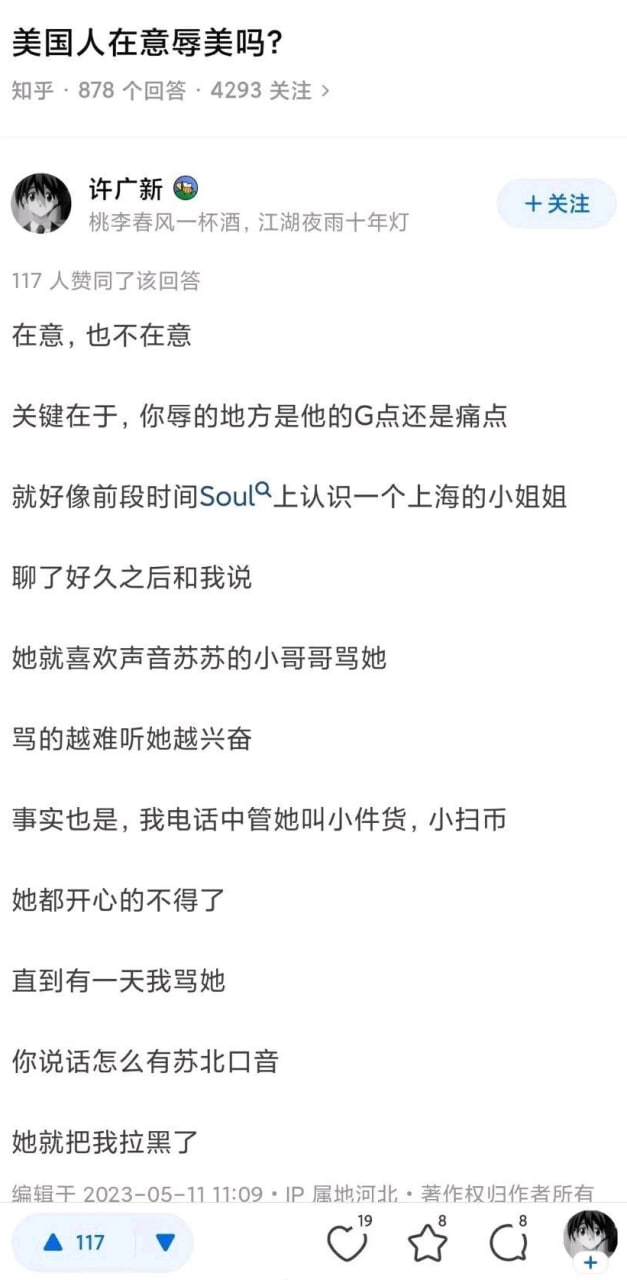 美国人在意辱美吗?
知乎 · 878 个回答 · 4293 关注 >
许广新
+关注
桃李春风一杯酒, 江湖夜雨十年灯
117 人赞同了该回答
在意, 也不在意
关键在于, 你辱的地方是他的G点还是痛点
就好像前段时间Soul上认识一个上海的小姐姐
聊了好久之后和我说
她就喜欢声音苏苏的小哥哥骂她
骂的越难听她越兴奋
事实也是, 我电话中管她叫小件货, 小扫币
她都开心的不得了
直到有一天我骂她
你说话怎么有苏北口音
她就把我拉黑了
编辑于 2023-05-11 11:09 · IP 属地河北 · 著作权归作者所有
117
19
8
8